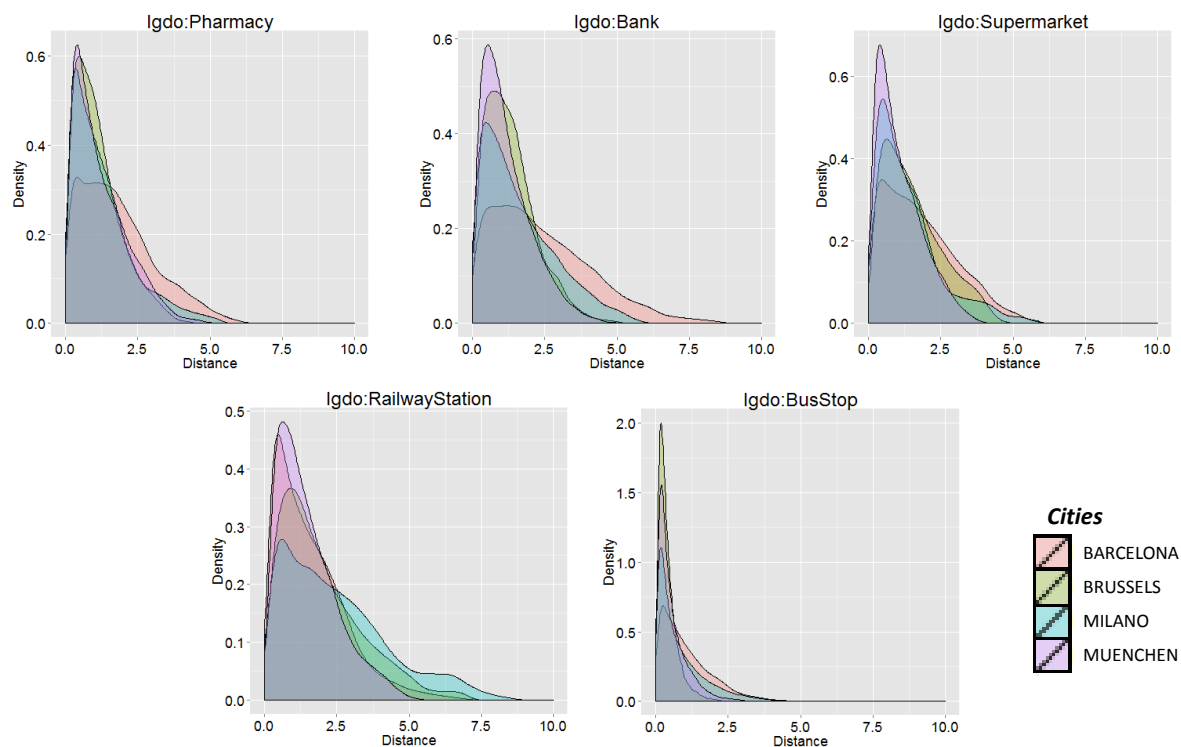 lgdo:Pharmacy
Density
0.6
0.4
0.2
0.0
0.0 2.5 5.0 7.5 10.0
Distance
lgdo:Bank
Density
0.6
0.4
0.2
0.0
0.0 2.5 5.0 7.5 10.0
Distance
lgdo:Supermarket
Density
0.6
0.4
0.2
0.0
0.0 2.5 5.0 7.5 10.0
Distance
lgdo:RailwayStation
Density
0.5
0.4
0.3
0.2
0.1
0.0
0.0 2.5 5.0 7.5 10.0
Distance
lgdo:BusStop
Density
2.0
1.5
1.0
0.5
0.0
0.0 2.5 5.0 7.5 10.0
Distance
Cities
BARCELONA
BRUSSELS
MILANO
MUENCHEN